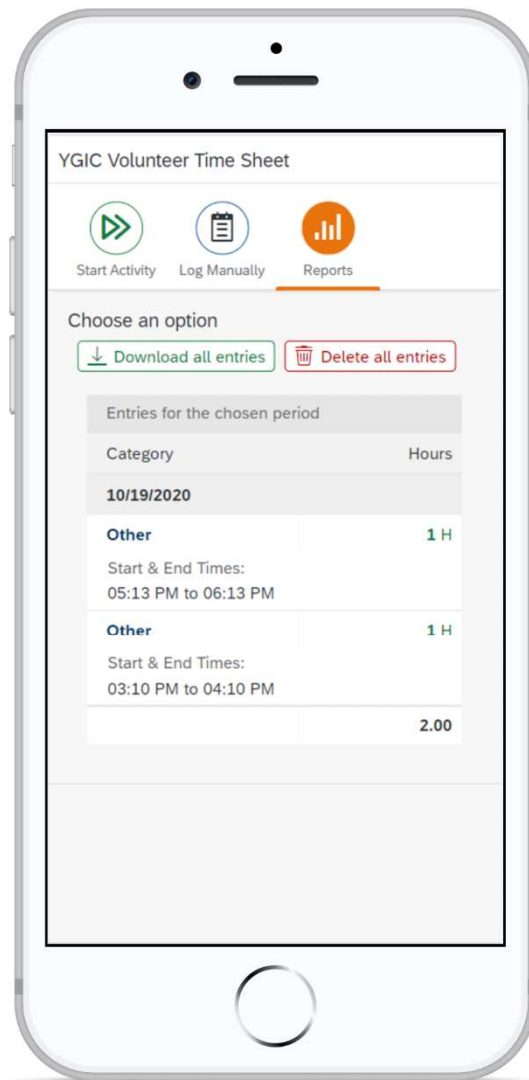 YGIC Volunteer Time Sheet
Start Activity Log Manually Reports
Choose an option
Download all entries Delete all entries
Entries for the chosen period
Category Hours
10/19/2020
Other 1 H
Start & End Times:
05:13 PM to 06:13 PM
Other 1 H
Start & End Times:
03:10 PM to 04:10 PM
2.00